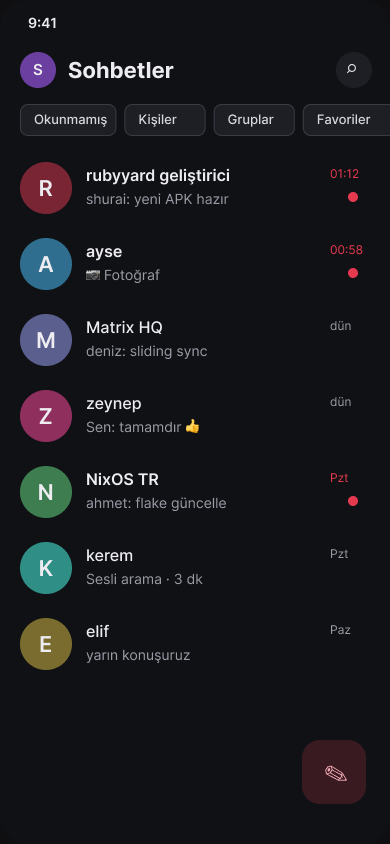 9:41
S
Sohbetler
Okunmamış
Kişiler
Gruplar
Favoriler
R
rubyyard geliştirici
01:12
shurai: yeni APK hazır
A
ayse
00:58
📷 Fotoğraf
M
Matrix HQ
dün
deniz: sliding sync
Z
zeynep
dün
Sen: tamamdır 👍
N
NixOS TR
Pzt
ahmet: flake güncelle
K
kerem
Pzt
Sesli arama · 3 dk
E
elif
Paz
yarın konuşuruz